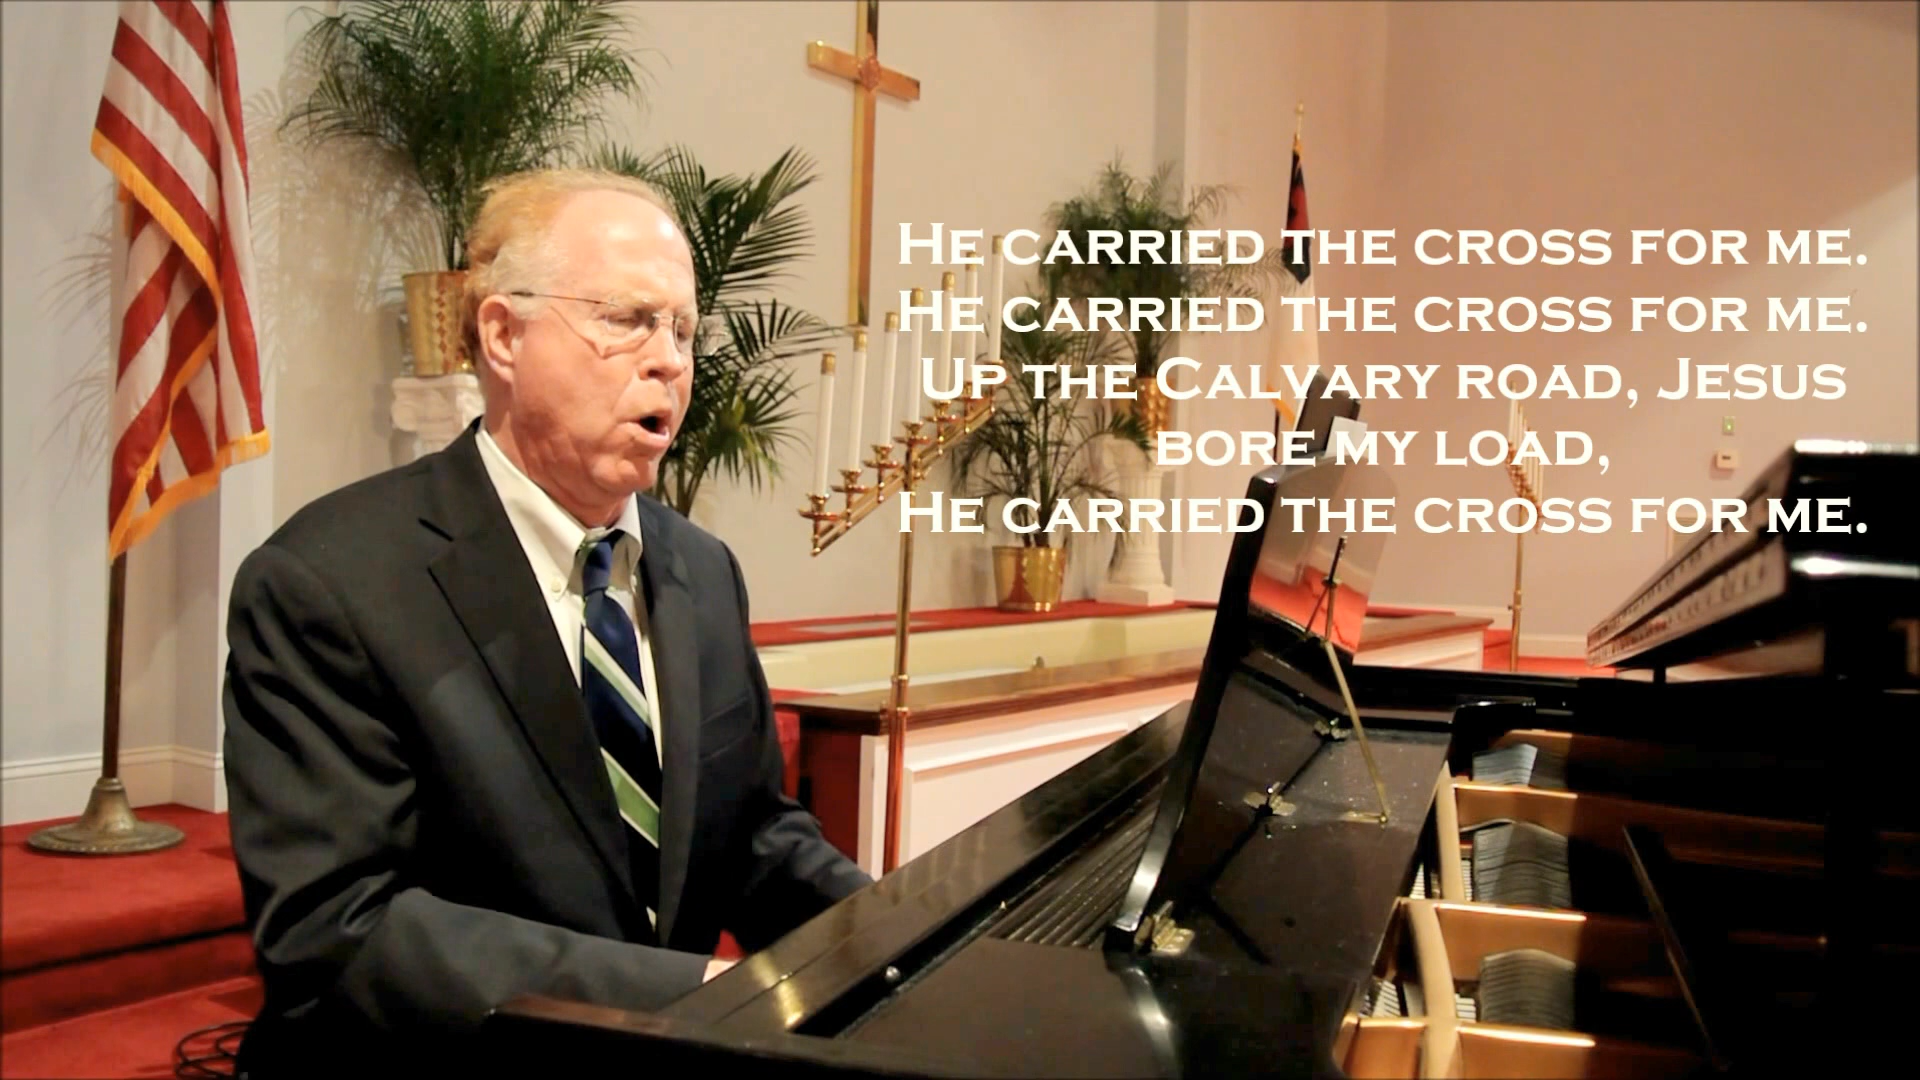 He carried the cross for me.
He carried the cross for me.
Up the Calvary road, Jesus
bore my load,
He carried the cross for me.